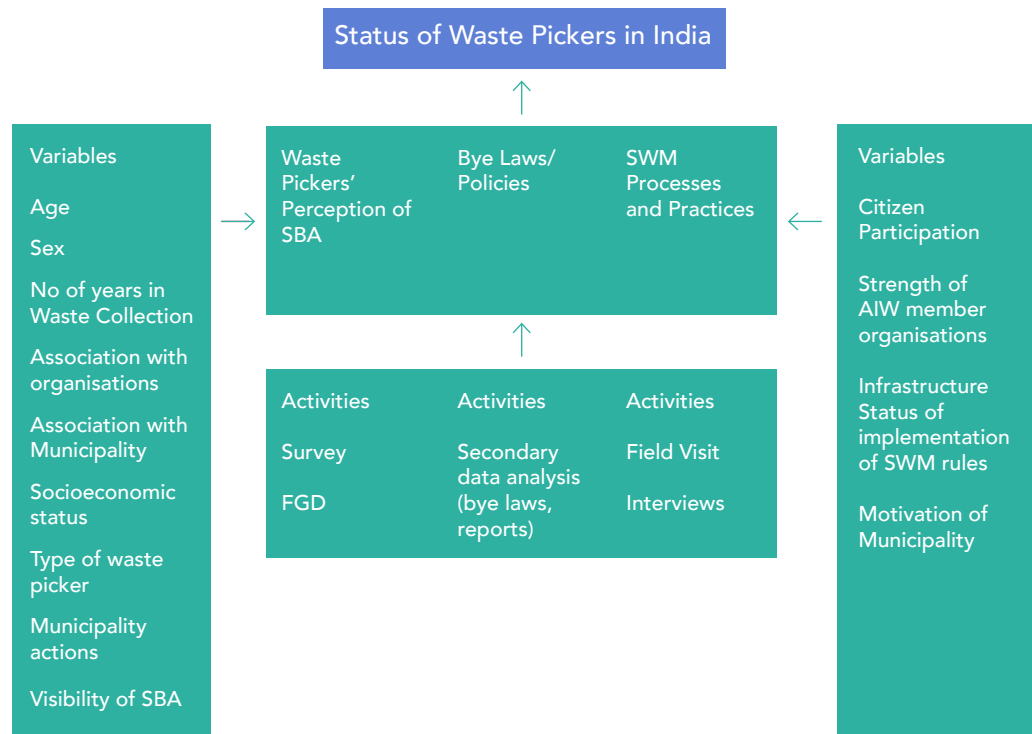 Status of Waste Pickers in India
Variables
Age
Sex
No of years in
Waste Collection
Association with
organisations
Association with
Municipality
Socioeconomic
status
Type of waste
picker
Municipality
actions
Visibility of SBA
Waste
Pickers’
Perception of
SBA
Bye Laws/
Policies
SWM
Processes
and Practices
Activities
Survey
FGD
Activities
Secondary
data analysis
(bye laws,
reports)
Activities
Field Visit
Interviews
Variables
Citizen
Participation
Strength of
AIW member
organisations
Infrastructure
Status of
implementation
of SWM rules
Motivation of
Municipality